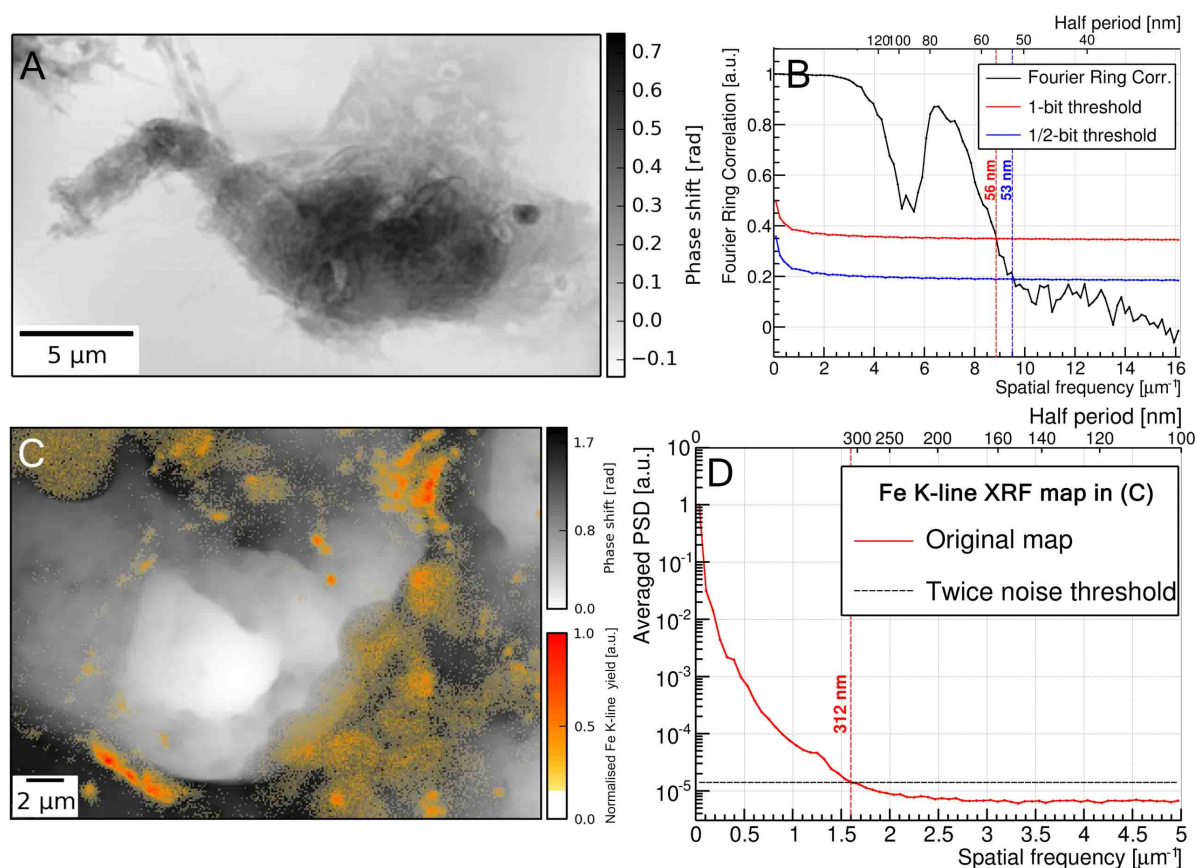 A
5 μm
0.7
0.6
0.5
0.4
0.3
0.2
0.1
0.0
−0.1
Phase shift [rad]
Half period [nm]
120 100 80 60 50 40
B
Fourier Ring Corr.
1-bit threshold
1/2-bit threshold
56 nm
53 nm
Fourier Ring Correlation [a.u.]
1
0.8
0.6
0.4
0.2
0
0 2 4 6 8 10 12 14 16
Spatial frequency [μm⁻¹]
C
2 μm
1.7
0.8
0.0
Phase shift [rad]
1.0
0.5
0.0
Normalised Fe K-line yield [a.u.]
Half period [nm]
0 300 250 200 160 140 120 100
D
Fe K-line XRF map in (C)
Original map
Twice noise threshold
312 nm
Averaged PSD [a.u.]
10
1
10⁻¹
10⁻²
10⁻³
10⁻⁴
10⁻⁵
0 0.5 1 1.5 2 2.5 3 3.5 4 4.5 5
Spatial frequency [μm⁻¹]